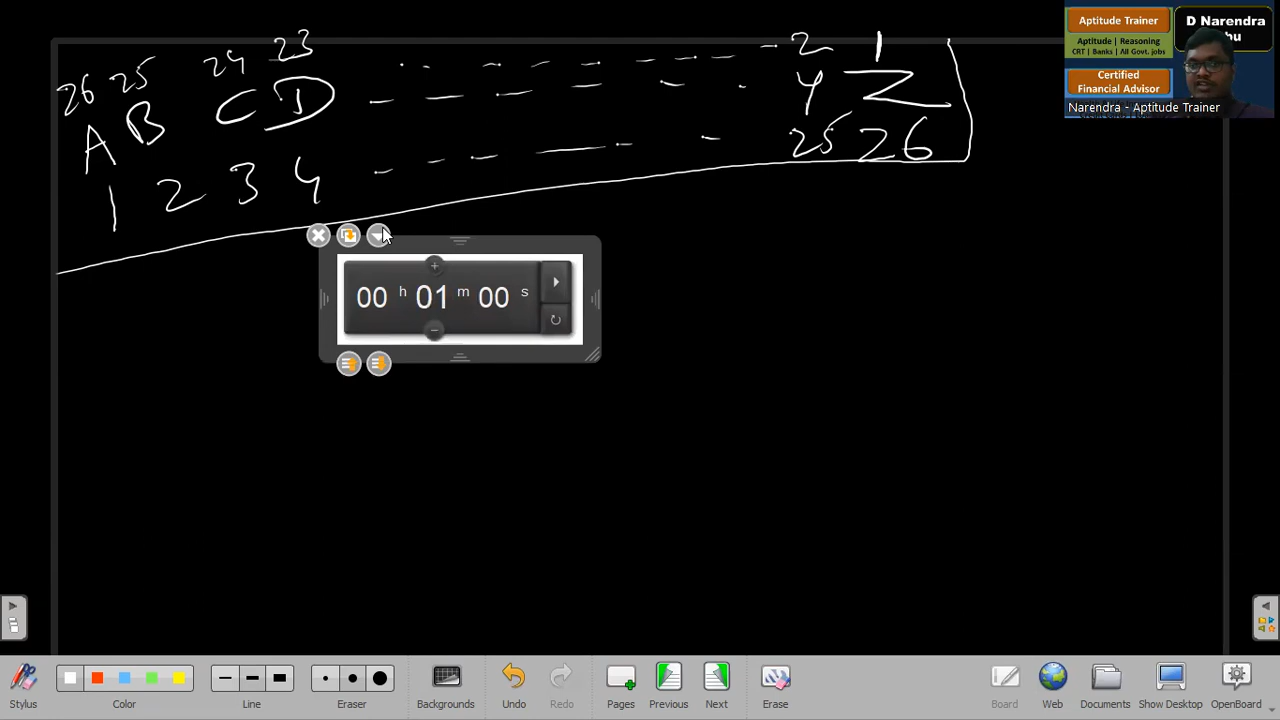 26 25 24 23 - - - - - - - - 2 1
A B C D - - - - - - - Y Z
1 2 3 4 - - - - - - 25 26
00 h 01 m 00 s
Aptitude Trainer
Aptitude | Reasoning
CRT | Banks | All Govt. jobs
Certified
Financial Advisor
D Narendra
bu
Narendra - Aptitude Trainer
Stylus
Color
Line
Eraser
Backgrounds
Undo
Redo
Pages
Previous
Next
Erase
Board
Web
Documents
Show Desktop
OpenBoard